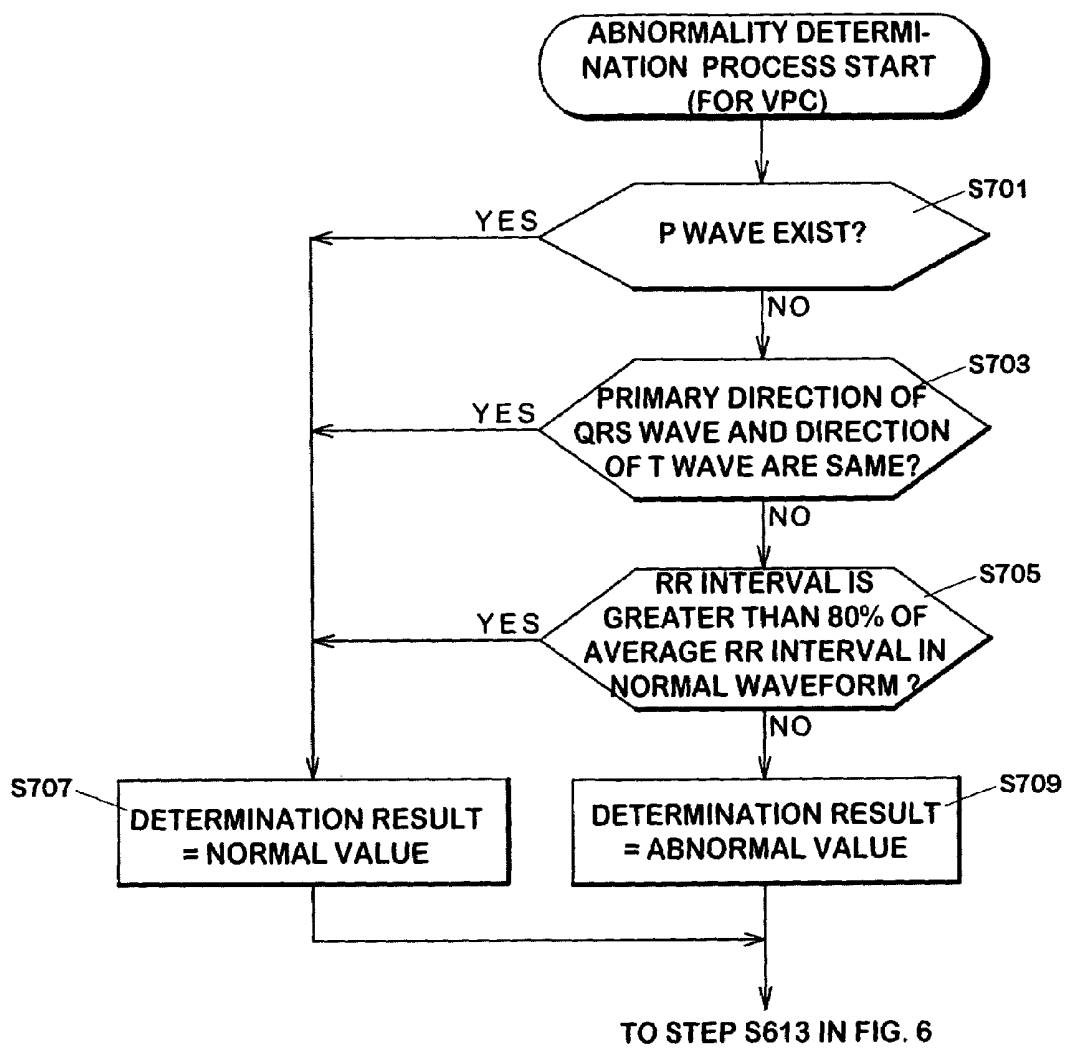 ABNORMALITY DETERMI-
NATION PROCESS START
(FOR VPC)
S701
YES
P WAVE EXIST?
NO
S703
YES
PRIMARY DIRECTION OF
QRS WAVE AND DIRECTION
OF T WAVE ARE SAME?
NO
S705
YES
RR INTERVAL IS
GREATER THAN 80% OF
AVERAGE RR INTERVAL IN
NORMAL WAVEFORM ?
NO
S707
DETERMINATION RESULT
= NORMAL VALUE
S709
DETERMINATION RESULT
= ABNORMAL VALUE
TO STEP S613 IN FIG. 6